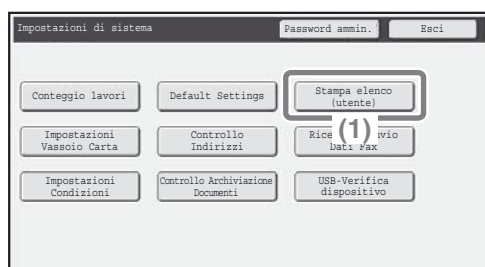 Impostazioni di sistema
Password ammin.
Esci
Conteggio lavori
Default Settings
Stampa elenco
(utente)
Impostazioni
Vassoio Carta
Controllo
Indirizzi
(1)
Dati Fax
Impostazioni
Condizioni
Controllo Archiviazione
Documenti
USB-Verifica
dispositivo